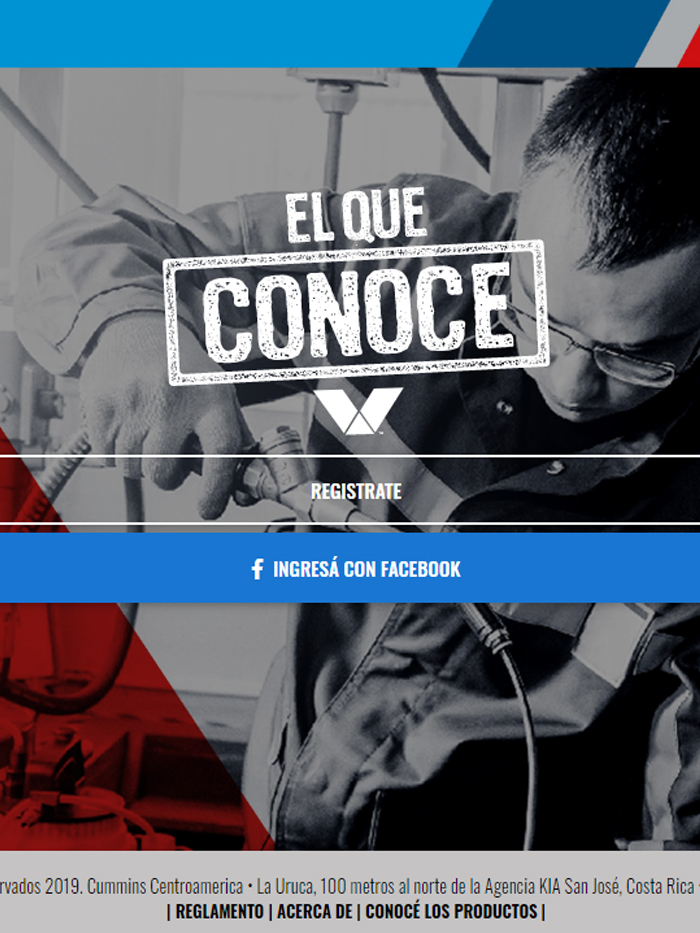 EL QUE
CONOCE
REGISTRATE
INGRESÁ CON FACEBOOK
2019. Cummins Centroamerica • La Uruca, 100 metros al norte de la Agencia KIA San José, Costa Rica •
| REGLAMENTO | ACERCA DE | CONOCÉ LOS PRODUCTOS |